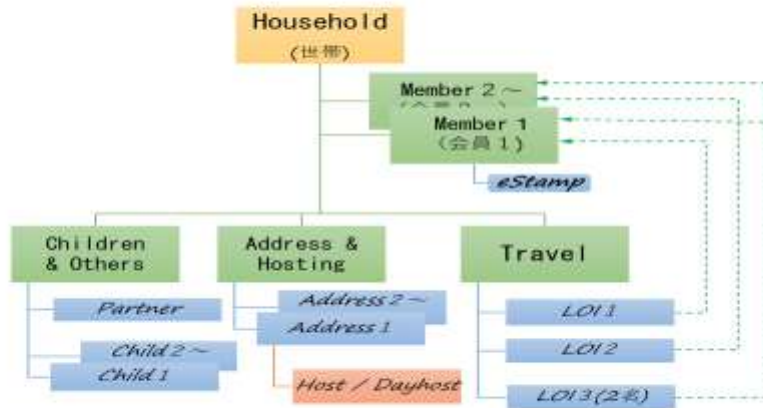 Household
(世帯)
Member 2 ～
Member 1
(会員 1)
eStamp
Children
& Others
Address &
Hosting
Travel
Partner
Child 2～
Child 1
Address 2～
Address 1
Host / Dayhost
LOI 1
LOI 2
LOI 3 (2名)